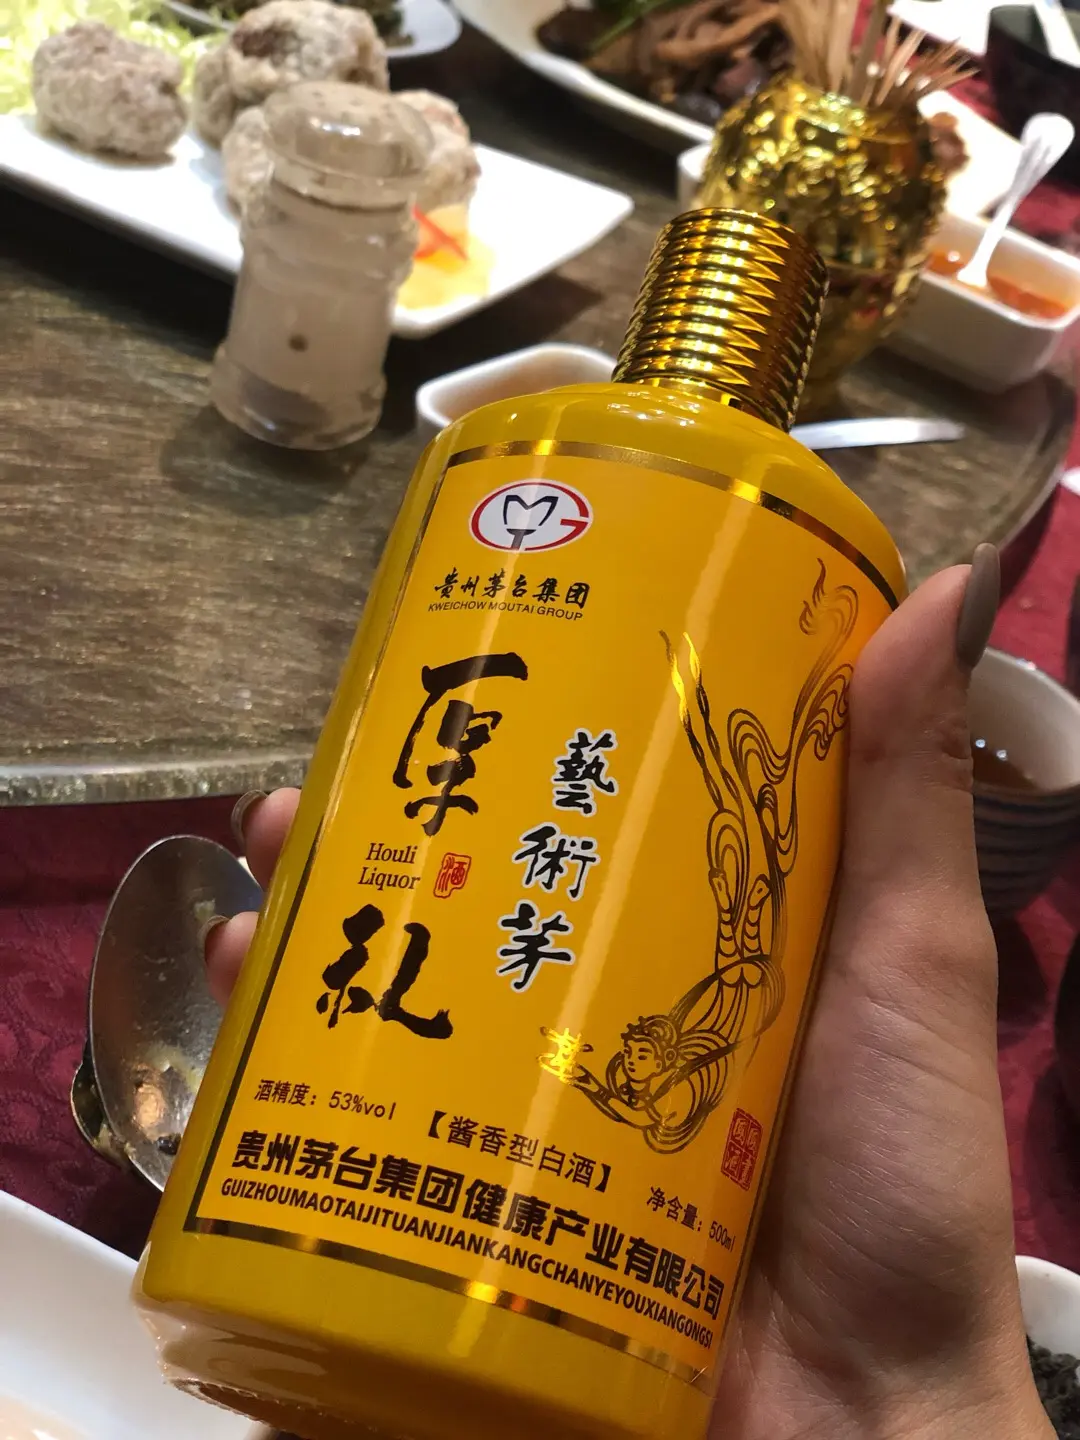 MTG
贵州茅台集团
KWEICHOW MOUTAI GROUP
厚礼
Houli
Liquor
酒
藝術茅
酒精度：53%vol
【酱香型白酒】
净含量：500ml
贵州茅台集团健康产业有限公司
GUIZHOUMAOTAIJITUANJIANKANGCHANYEYOUXIANGONGSI